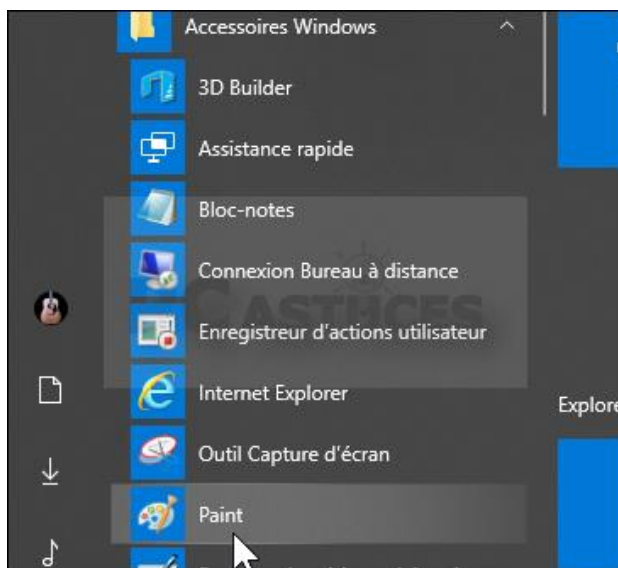 Accessoires Windows
3D Builder
Assistance rapide
Bloc-notes
Connexion Bureau à distance
CASTUCES
Enregistreur d'actions utilisateur
Internet Explorer
Explore
Outil Capture d'écran
Paint